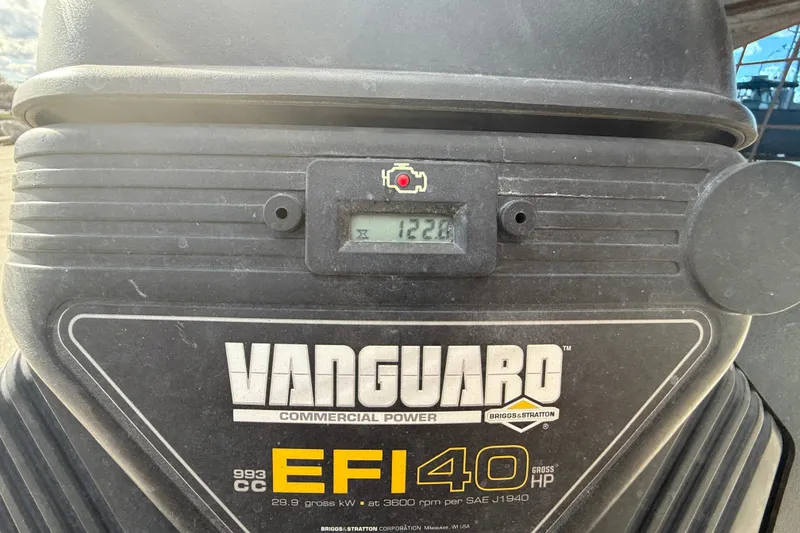 122.8
VANGUARD™
COMMERCIAL POWER
BRIGGS & STRATTON®
993 CC EFI 40 GROSS HP
29.9 gross kW • at 3600 rpm per SAE J1940
BRIGGS & STRATTON CORPORATION Milwaukee, WI USA